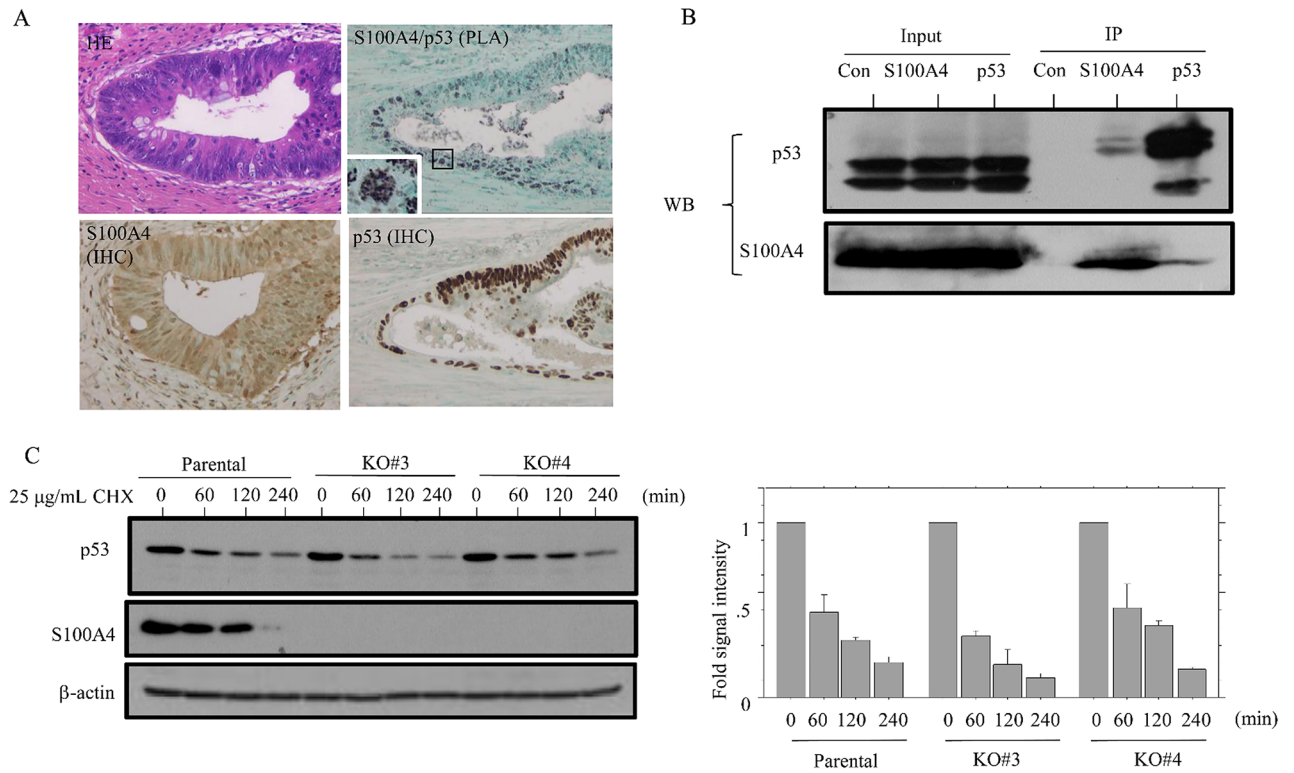 A
HE
S100A4/p53 (PLA)
S100A4
(IHC)
p53 (IHC)
B
Input
IP
Con S100A4 p53 Con S100A4 p53
WB
p53
S100A4
C
Parental KO#3 KO#4
25 µg/mL CHX 0 60 120 240 0 60 120 240 0 60 120 240 (min)
p53
S100A4
β-actin
Fold signal intensity
1
.5
0
0 60 120 240 0 60 120 240 0 60 120 240 (min)
Parental KO#3 KO#4